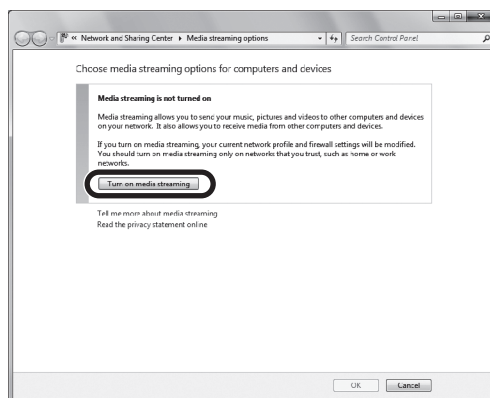 « Network and Sharing Center ▸ Media streaming options
Search Control Panel
Choose media streaming options for computers and devices
Media streaming is not turned on
Media streaming allows you to send your music, pictures and videos to other computers and devices
on your network. It also allows you to receive media from other computers and devices.
If you turn on media streaming, your current network profile and firewall settings will be modified.
You should turn on media streaming only on networks that you trust, such as home or work
networks.
Turn on media streaming
Tell me more about media streaming
Read the privacy statement online
OK
Cancel